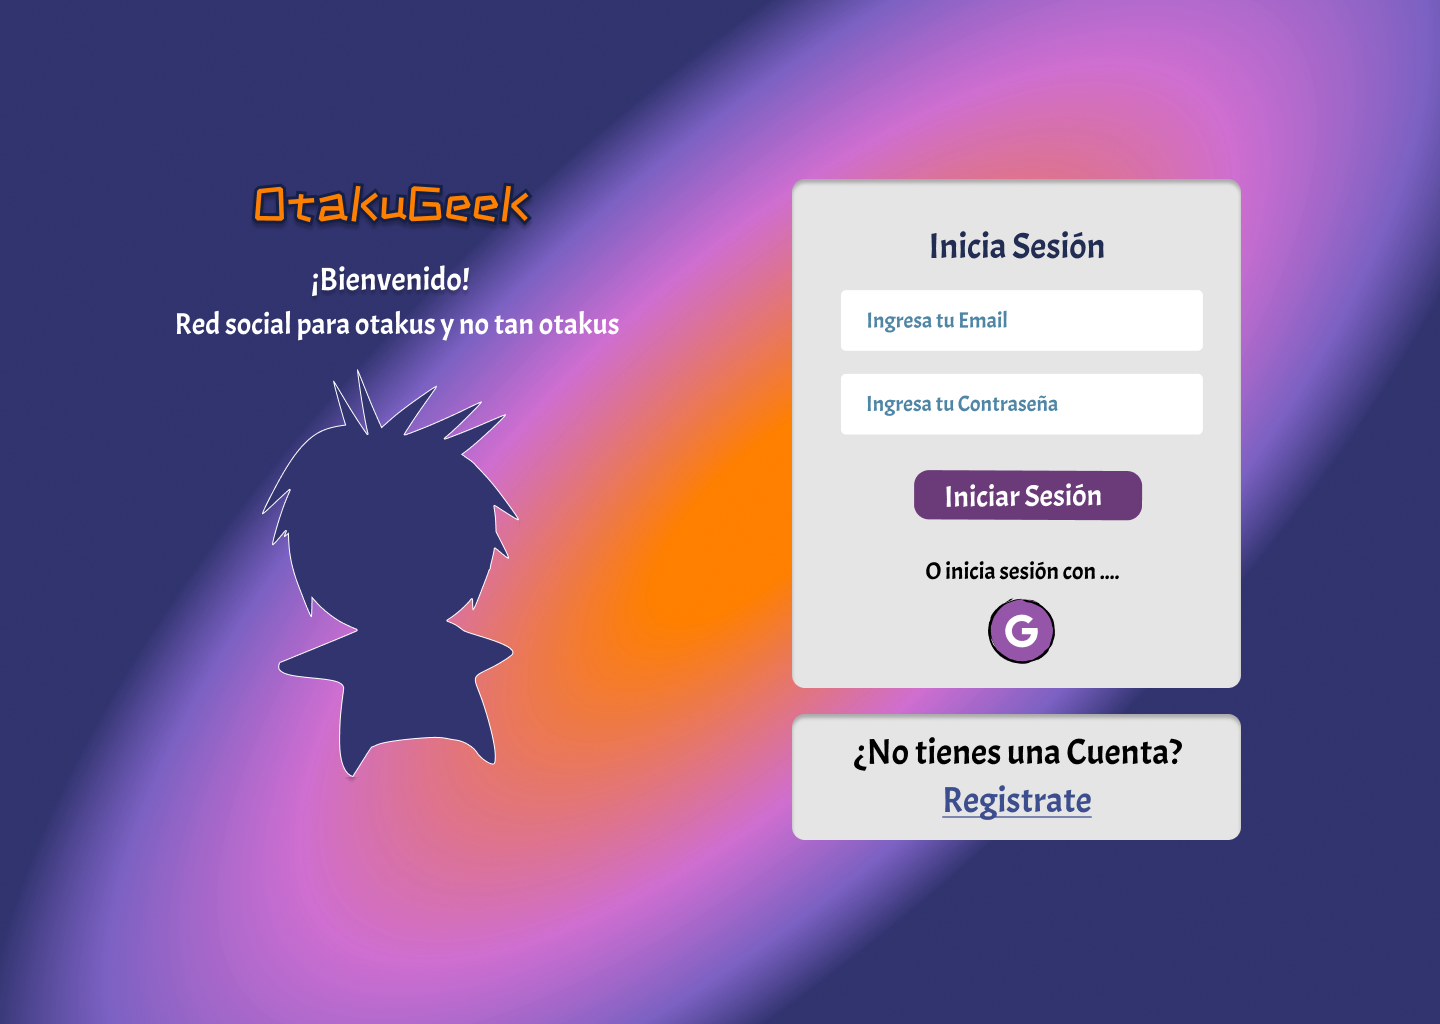 OtakuGeek
¡Bienvenido!
Red social para otakus y no tan otakus
Inicia Sesión
Ingresa tu Email
Ingresa tu Contraseña
Iniciar Sesión
O inicia sesión con ....
G
¿No tienes una Cuenta?
Registrate